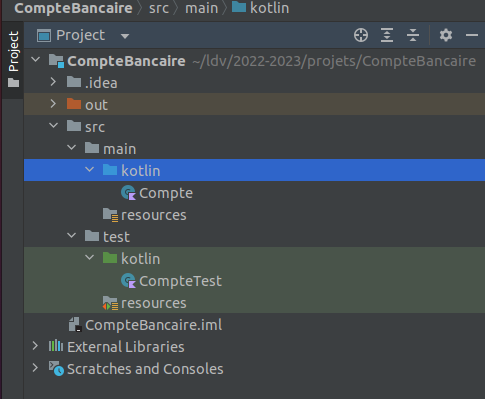 CompteBancaire src main kotlin
Project
Project
CompteBancaire ~/ldv/2022-2023/projets/CompteBancaire
.idea
out
src
main
kotlin
Compte
resources
test
kotlin
CompteTest
resources
CompteBancaire.iml
External Libraries
Scratches and Consoles